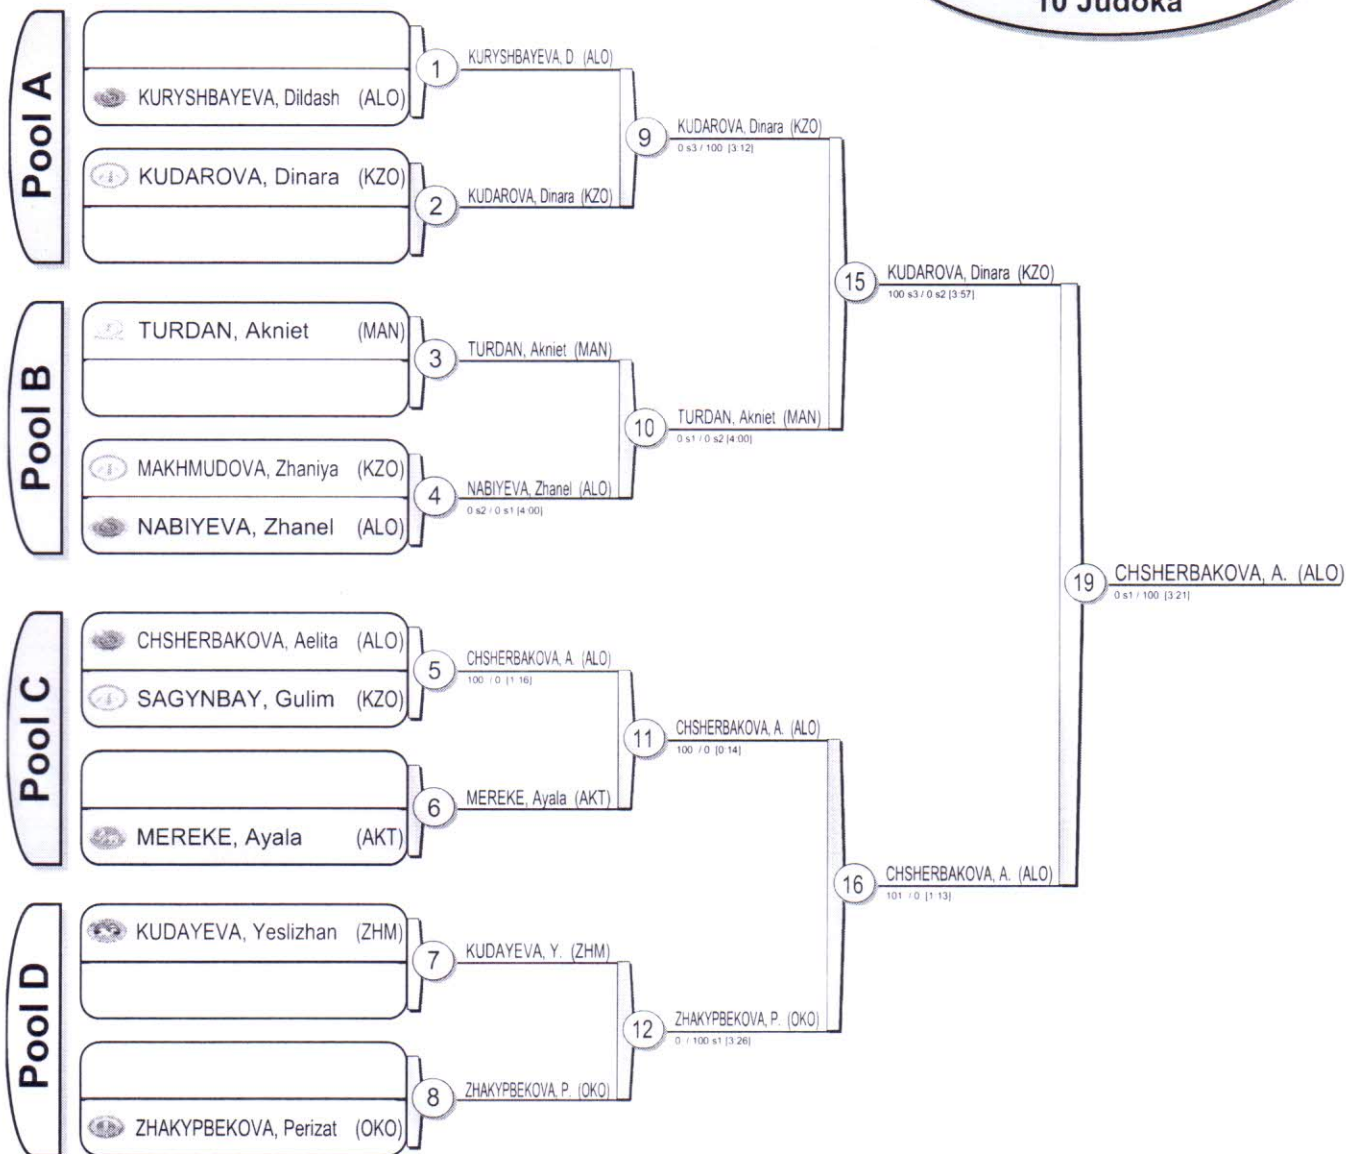 10 Judoka
Pool A
KURYSHBAYEVA, Dildash (ALO)
KUDAROVA, Dinara (KZO)
1
KURYSHBAYEVA, D. (ALO)
2
KUDAROVA, Dinara (KZO)
9
KUDAROVA, Dinara (KZO)
0 s3 / 100 [3:12]
Pool B
TURDAN, Akniet (MAN)
MAKHMUDOVA, Zhaniya (KZO)
NABIYEVA, Zhanel (ALO)
3
TURDAN, Akniet (MAN)
4
NABIYEVA, Zhanel (ALO)
0 s2 / 0 s1 [4:00]
10
TURDAN, Akniet (MAN)
0 s1 / 0 s2 [4:00]
15
KUDAROVA, Dinara (KZO)
100 s3 / 0 s2 [3:57]
Pool C
CHSHERBAKOVA, Aelita (ALO)
SAGYNBAY, Gulim (KZO)
MEREKE, Ayala (AKT)
5
CHSHERBAKOVA, A. (ALO)
100 / 0 [1:16]
6
MEREKE, Ayala (AKT)
11
CHSHERBAKOVA, A. (ALO)
100 / 0 [0:14]
Pool D
KUDAYEVA, Yeslizhan (ZHM)
ZHAKYPBEKOVA, Perizat (OKO)
7
KUDAYEVA, Y. (ZHM)
8
ZHAKYPBEKOVA, P. (OKO)
12
ZHAKYPBEKOVA, P. (OKO)
0 / 100 s1 [3:26]
16
CHSHERBAKOVA, A. (ALO)
101 / 0 [1:13]
19
CHSHERBAKOVA, A. (ALO)
0 s1 / 100 [3:21]